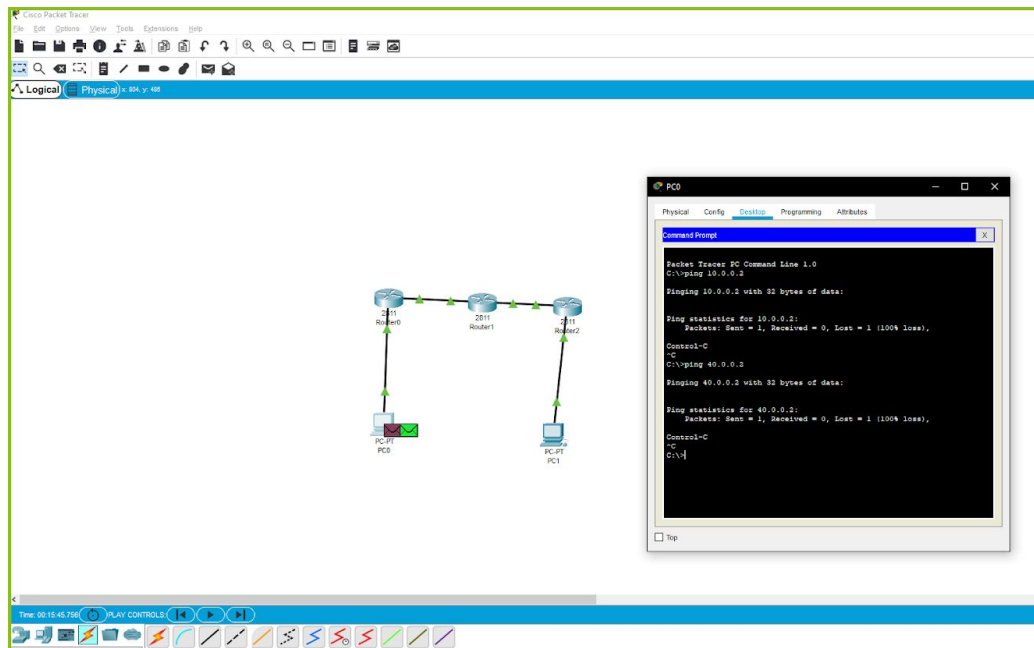 Cisco Packet Tracer
File Edit Options View Tools Extensions Help
Logical
Physical
x: 804, y: 486
PC0
Physical Config Desktop Programming Attributes
Command Prompt
X
Packet Tracer PC Command Line 1.0
C:\>ping 10.0.0.2
Pinging 10.0.0.2 with 32 bytes of data:
Ping statistics for 10.0.0.2:
Packets: Sent = 1, Received = 0, Lost = 1 (100% loss),
Control-C
^C
C:\>ping 40.0.0.2
Pinging 40.0.0.2 with 32 bytes of data:
Ping statistics for 40.0.0.2:
Packets: Sent = 1, Received = 0, Lost = 1 (100% loss),
Control-C
^C
C:\>
Top
2811
Router0
2811
Router1
2811
Router2
PC-PT
PC0
PC-PT
PC1
Time: 00:15:45.756
PLAY CONTROLS: